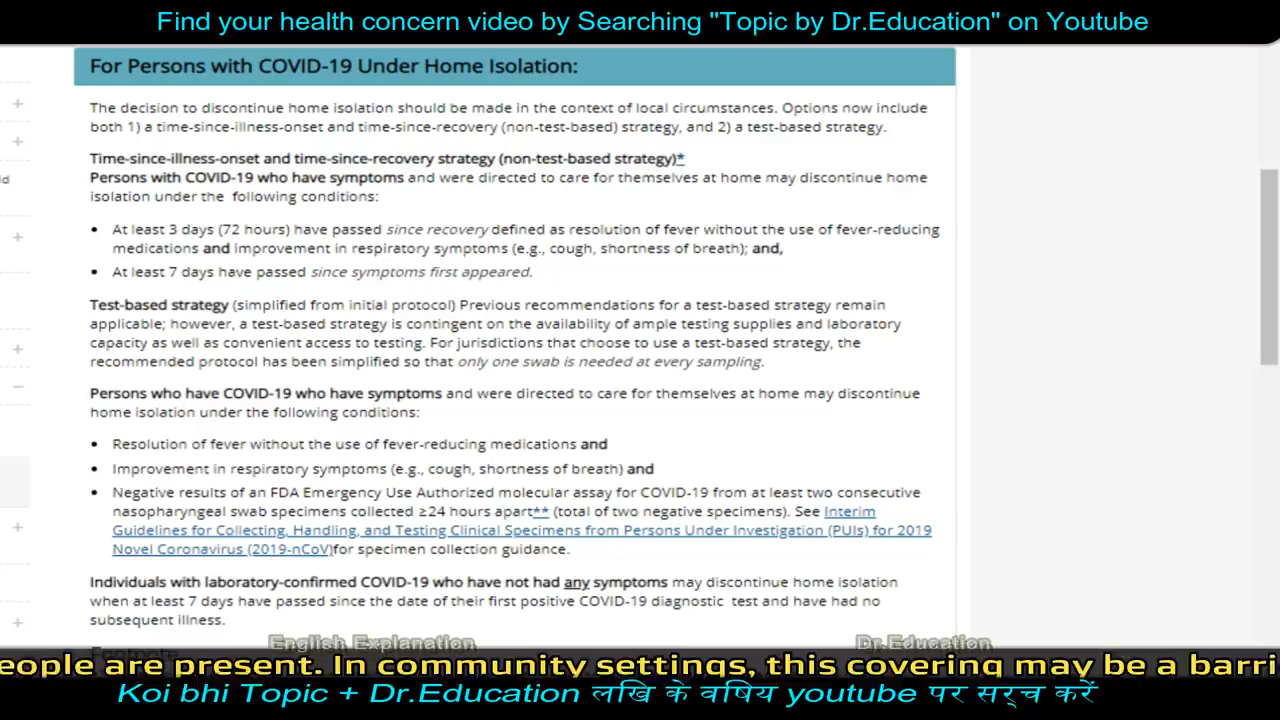 Find your health concern video by Searching "Topic by Dr.Education" on Youtube
For Persons with COVID-19 Under Home Isolation:
The decision to discontinue home isolation should be made in the context of local circumstances. Options now include
both 1) a time-since-illness-onset and time-since-recovery (non-test-based) strategy, and 2) a test-based strategy.
Time-since-illness-onset and time-since-recovery strategy (non-test-based strategy)*
Persons with COVID-19 who have symptoms and were directed to care for themselves at home may discontinue home
isolation under the following conditions:
• At least 3 days (72 hours) have passed since recovery defined as resolution of fever without the use of fever-reducing
medications and improvement in respiratory symptoms (e.g., cough, shortness of breath); and,
• At least 7 days have passed since symptoms first appeared.
Test-based strategy (simplified from initial protocol) Previous recommendations for a test-based strategy remain
applicable; however, a test-based strategy is contingent on the availability of ample testing supplies and laboratory
capacity as well as convenient access to testing. For jurisdictions that choose to use a test-based strategy, the
recommended protocol has been simplified so that only one swab is needed at every sampling.
Persons who have COVID-19 who have symptoms and were directed to care for themselves at home may discontinue
home isolation under the following conditions:
• Resolution of fever without the use of fever-reducing medications and
• Improvement in respiratory symptoms (e.g., cough, shortness of breath) and
• Negative results of an FDA Emergency Use Authorized molecular assay for COVID-19 from at least two consecutive
nasopharyngeal swab specimens collected ≥24 hours apart** (total of two negative specimens). See Interim
Guidelines for Collecting, Handling, and Testing Clinical Specimens from Persons Under Investigation (PUIs) for 2019
Novel Coronavirus (2019-nCoV)for specimen collection guidance.
Individuals with laboratory-confirmed COVID-19 who have not had any symptoms may discontinue home isolation
when at least 7 days have passed since the date of their first positive COVID-19 diagnostic test and have had no
subsequent illness.
English Explanation Dr.Education
eople are present. In community settings, this covering may be a barri
Koi bhi Topic + Dr.Education लखि के वषिय youtube पर सर्च करें